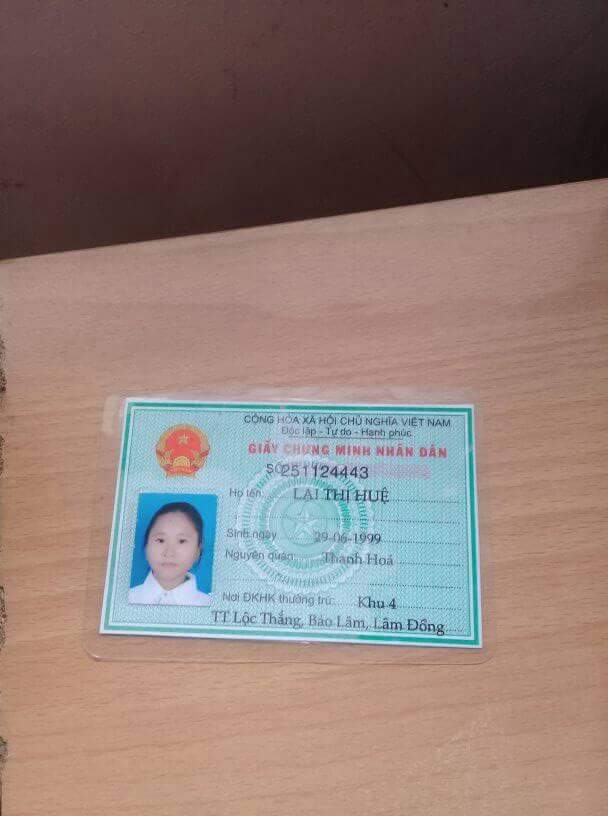 CỘNG HÒA XÃ HỘI CHỦ NGHĨA VIỆT NAM
Độc lập - Tự do - Hạnh phúc
GIẤY CHỨNG MINH NHÂN DÂN
SỐ 251124443
Họ tên: LẠI THỊ HUỆ
Sinh ngày 29-06-1999
Nguyên quán: Thanh Hoá
Nơi ĐKHK thường trú: Khu 4
TT Lộc Thắng, Bảo Lâm, Lâm Đồng